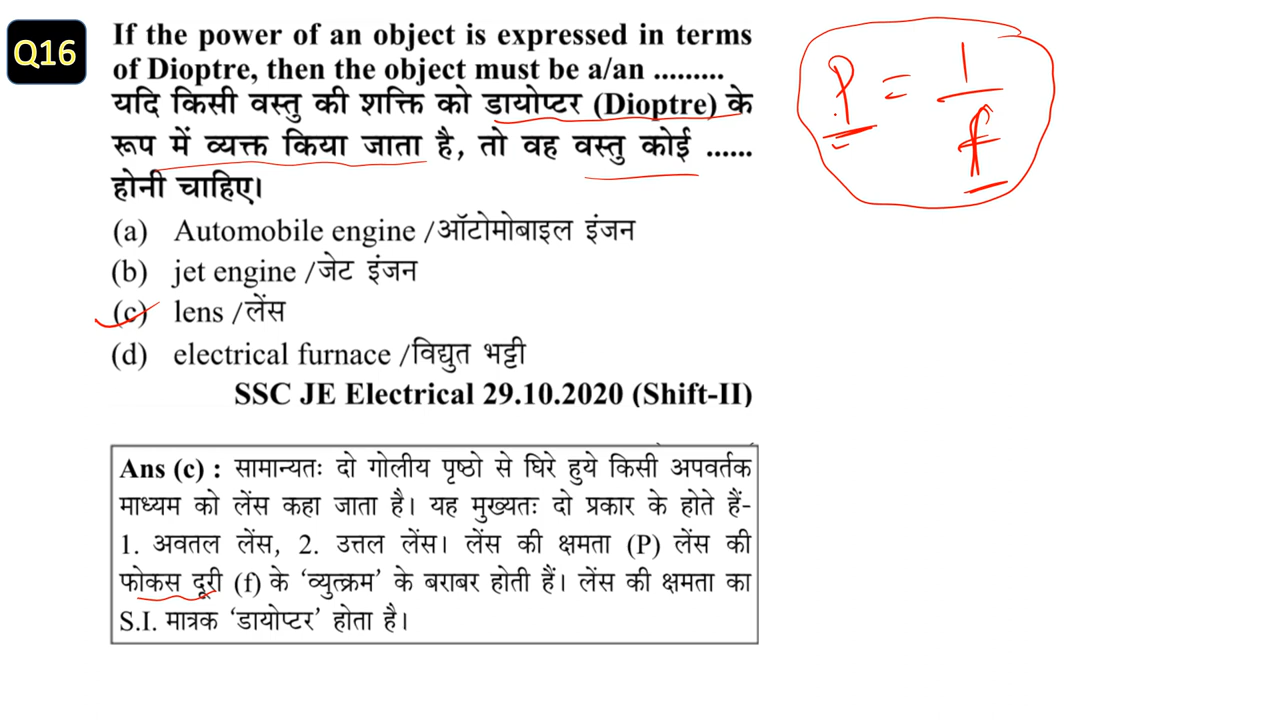 Q16
If the power of an object is expressed in terms
of Dioptre, then the object must be a/an .........
यदि किसी वस्तु की शक्ति को डायोप्टर (Dioptre) के
रूप में व्यक्त किया जाता है, तो वह वस्तु कोई ......
होनी चाहिए।
(a) Automobile engine /ऑटोमोबाइल इंजन
(b) jet engine /जेट इंजन
(c) lens /लेंस
(d) electrical furnace /विद्युत भट्टी
SSC JE Electrical 29.10.2020 (Shift-II)
Ans (c) : सामान्यतः दो गोलीय पृष्ठो से घिरे हुये किसी अपवर्तक
माध्यम को लेंस कहा जाता है। यह मुख्यतः दो प्रकार के होते हैं-
1. अवतल लेंस, 2. उत्तल लेंस। लेंस की क्षमता (P) लेंस की
फोकस दूरी (f) के ‘व्युत्क्रम’ के बराबर होती हैं। लेंस की क्षमता का
S.I. मात्रक ‘डायोप्टर’ होता है।
P = 1
f